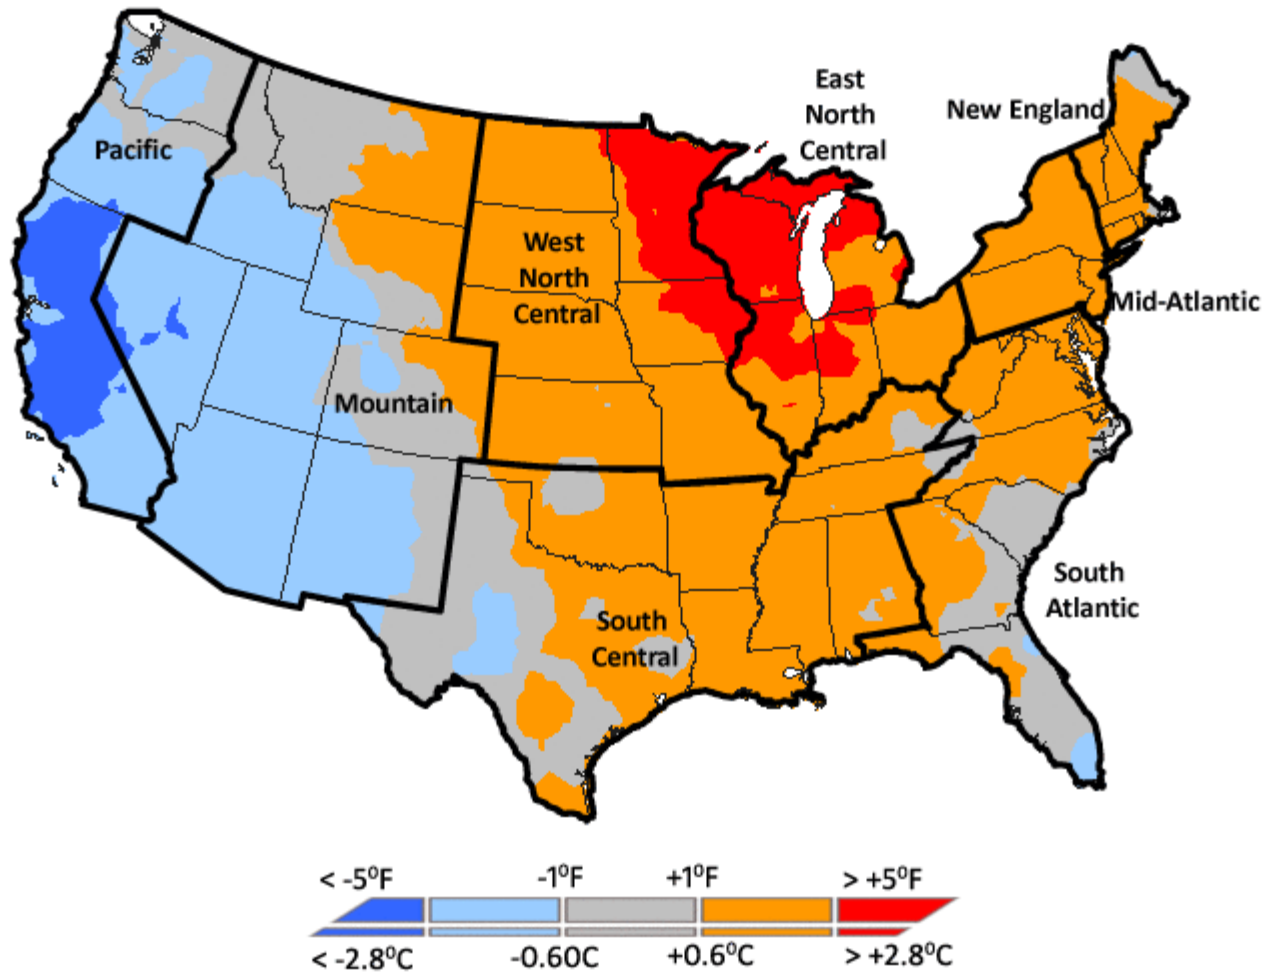 East
North
Central
New England
Pacific
West
North
Central
Mid-Atlantic
Mountain
South
Atlantic
South
Central
< -5⁰F
-1⁰F
+1⁰F
> +5⁰F
< -2.8⁰C
-0.60C
+0.6⁰C
> +2.8⁰C